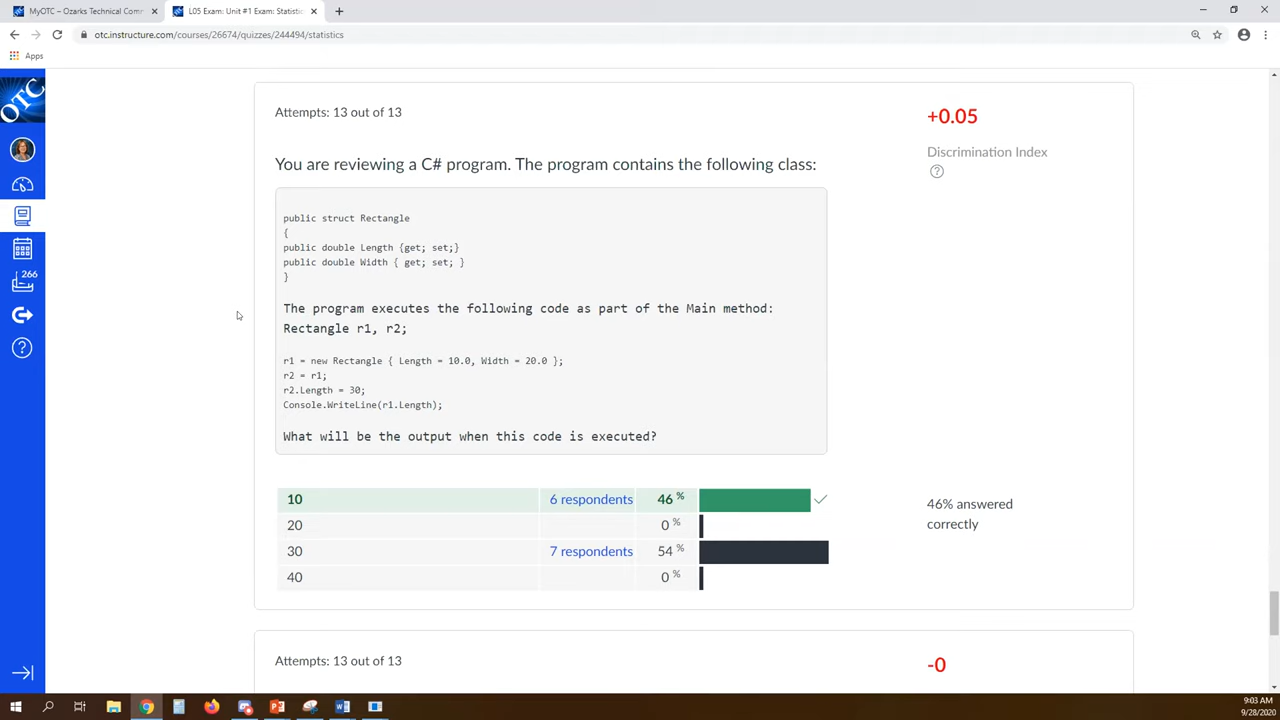 MyOTC – Ozarks Technical Comm
L05 Exam: Unit #1 Exam: Statistic
otc.instructure.com/courses/26674/quizzes/244494/statistics
Apps
OTC
266
Attempts: 13 out of 13
+0.05
Discrimination Index
You are reviewing a C# program. The program contains the following class:
public struct Rectangle
{
public double Length {get; set;}
public double Width { get; set; }
}
The program executes the following code as part of the Main method:
Rectangle r1, r2;
r1 = new Rectangle { Length = 10.0, Width = 20.0 };
r2 = r1;
r2.Length = 30;
Console.WriteLine(r1.Length);
What will be the output when this code is executed?
10 6 respondents 46 %
20 0 %
30 7 respondents 54 %
40 0 %
46% answered
correctly
Attempts: 13 out of 13
-0
9:03 AM
9/28/2020